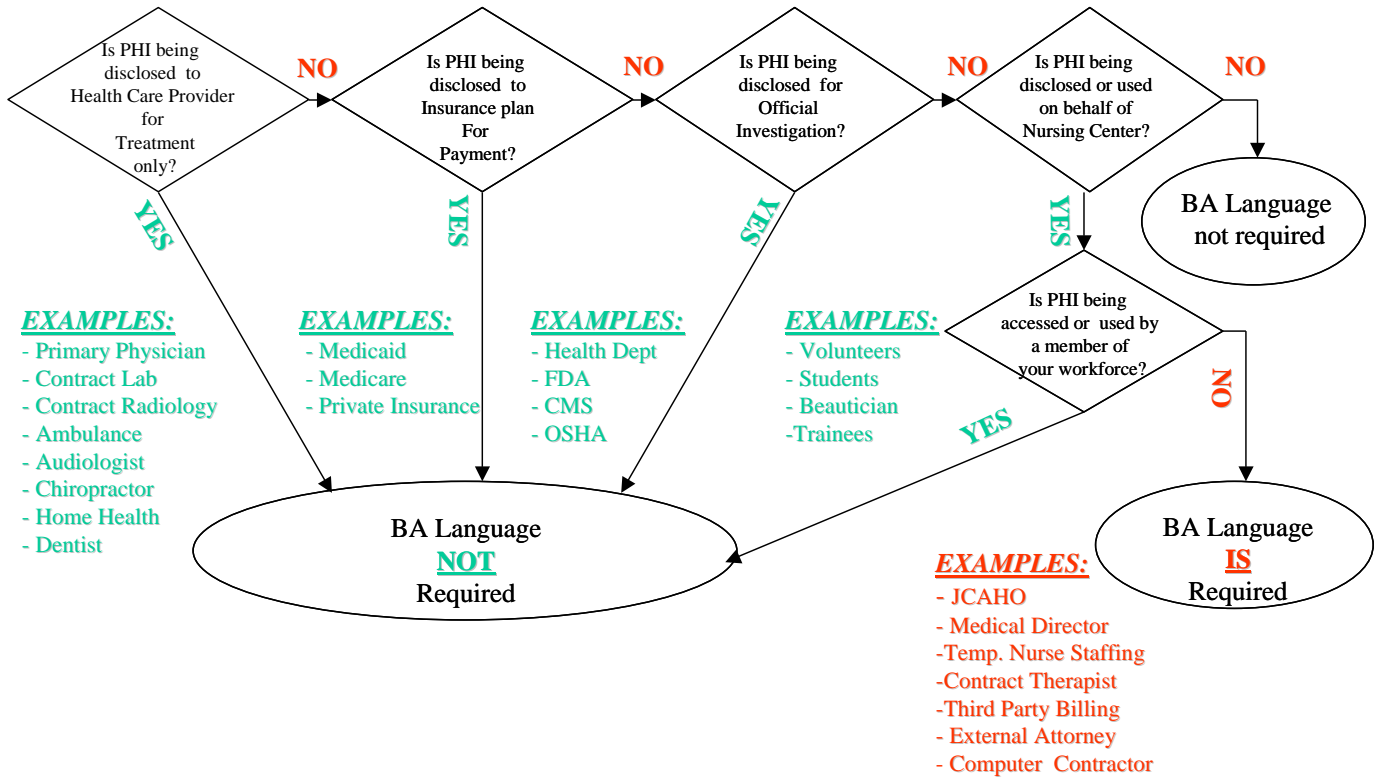 Is PHI being
disclosed to
Health Care Provider
for
Treatment
only?
NO
Is PHI being
disclosed to
Insurance plan
For
Payment?
NO
Is PHI being
disclosed for
Official
Investigation?
NO
Is PHI being
disclosed or used
on behalf of
Nursing Center?
NO
BA Language
not required
YES
YES
YES
YES
Is PHI being
accessed or used by
a member of
your workforce?
NO
YES
EXAMPLES:
- Primary Physician
- Contract Lab
- Contract Radiology
- Ambulance
- Audiologist
- Chiropractor
- Home Health
- Dentist
EXAMPLES:
- Medicaid
- Medicare
- Private Insurance
EXAMPLES:
- Health Dept
- FDA
- CMS
- OSHA
EXAMPLES:
- Volunteers
- Students
- Beautician
-Trainees
BA Language
NOT
Required
BA Language
IS
Required
EXAMPLES:
- JCAHO
- Medical Director
-Temp. Nurse Staffing
-Contract Therapist
-Third Party Billing
- External Attorney
- Computer Contractor